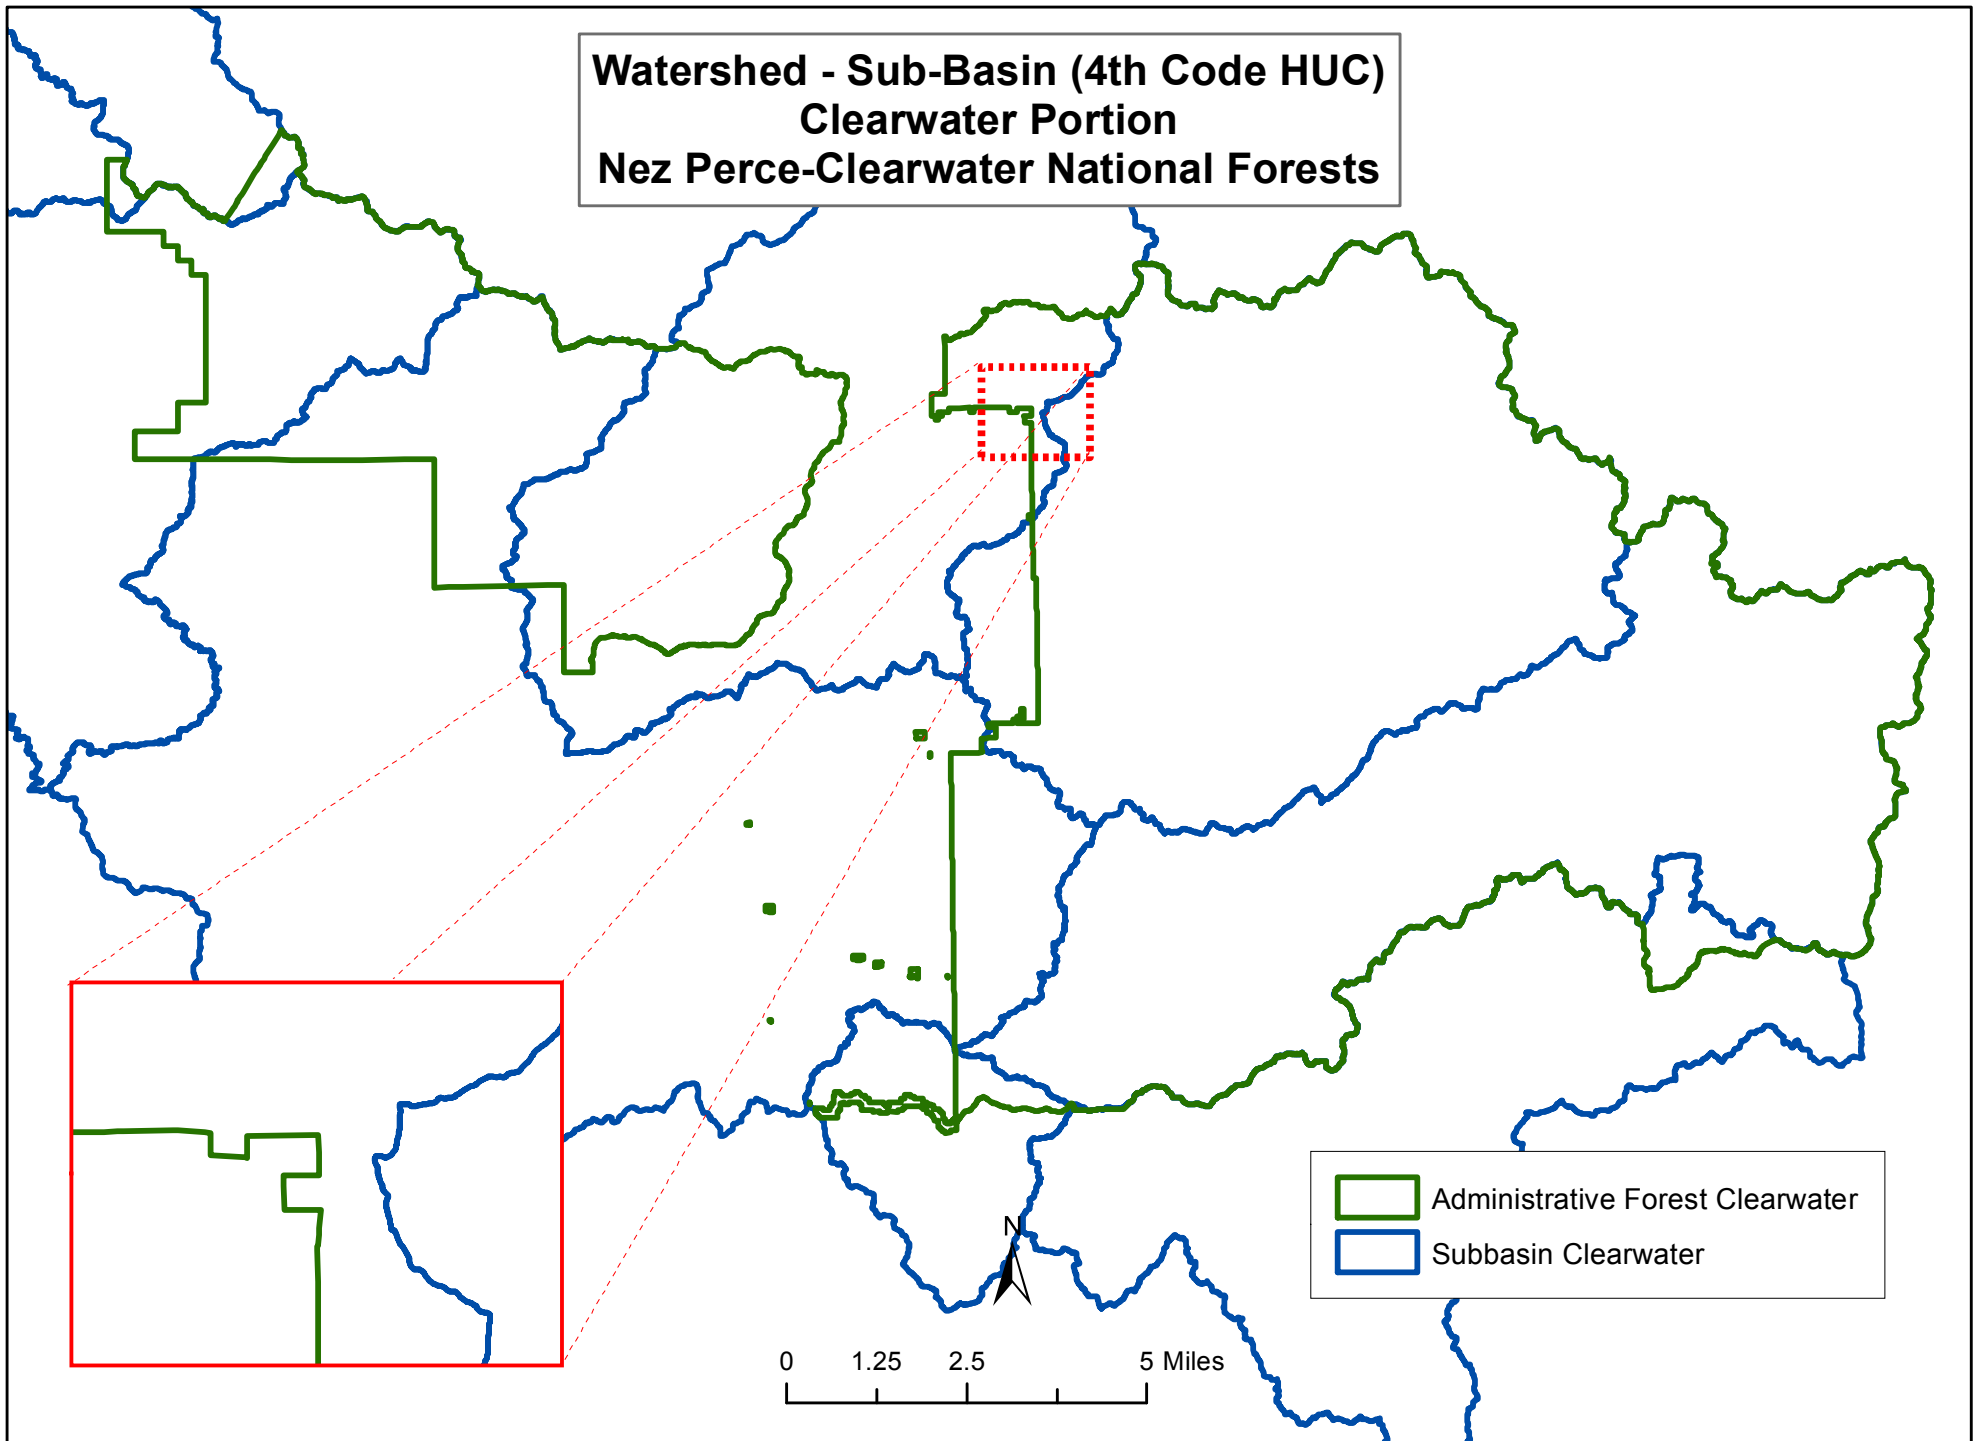 Watershed - Sub-Basin (4th Code HUC)
Clearwater Portion
Nez Perce-Clearwater National Forests
Administrative Forest Clearwater
Subbasin Clearwater
N
0 1.25 2.5 5 Miles